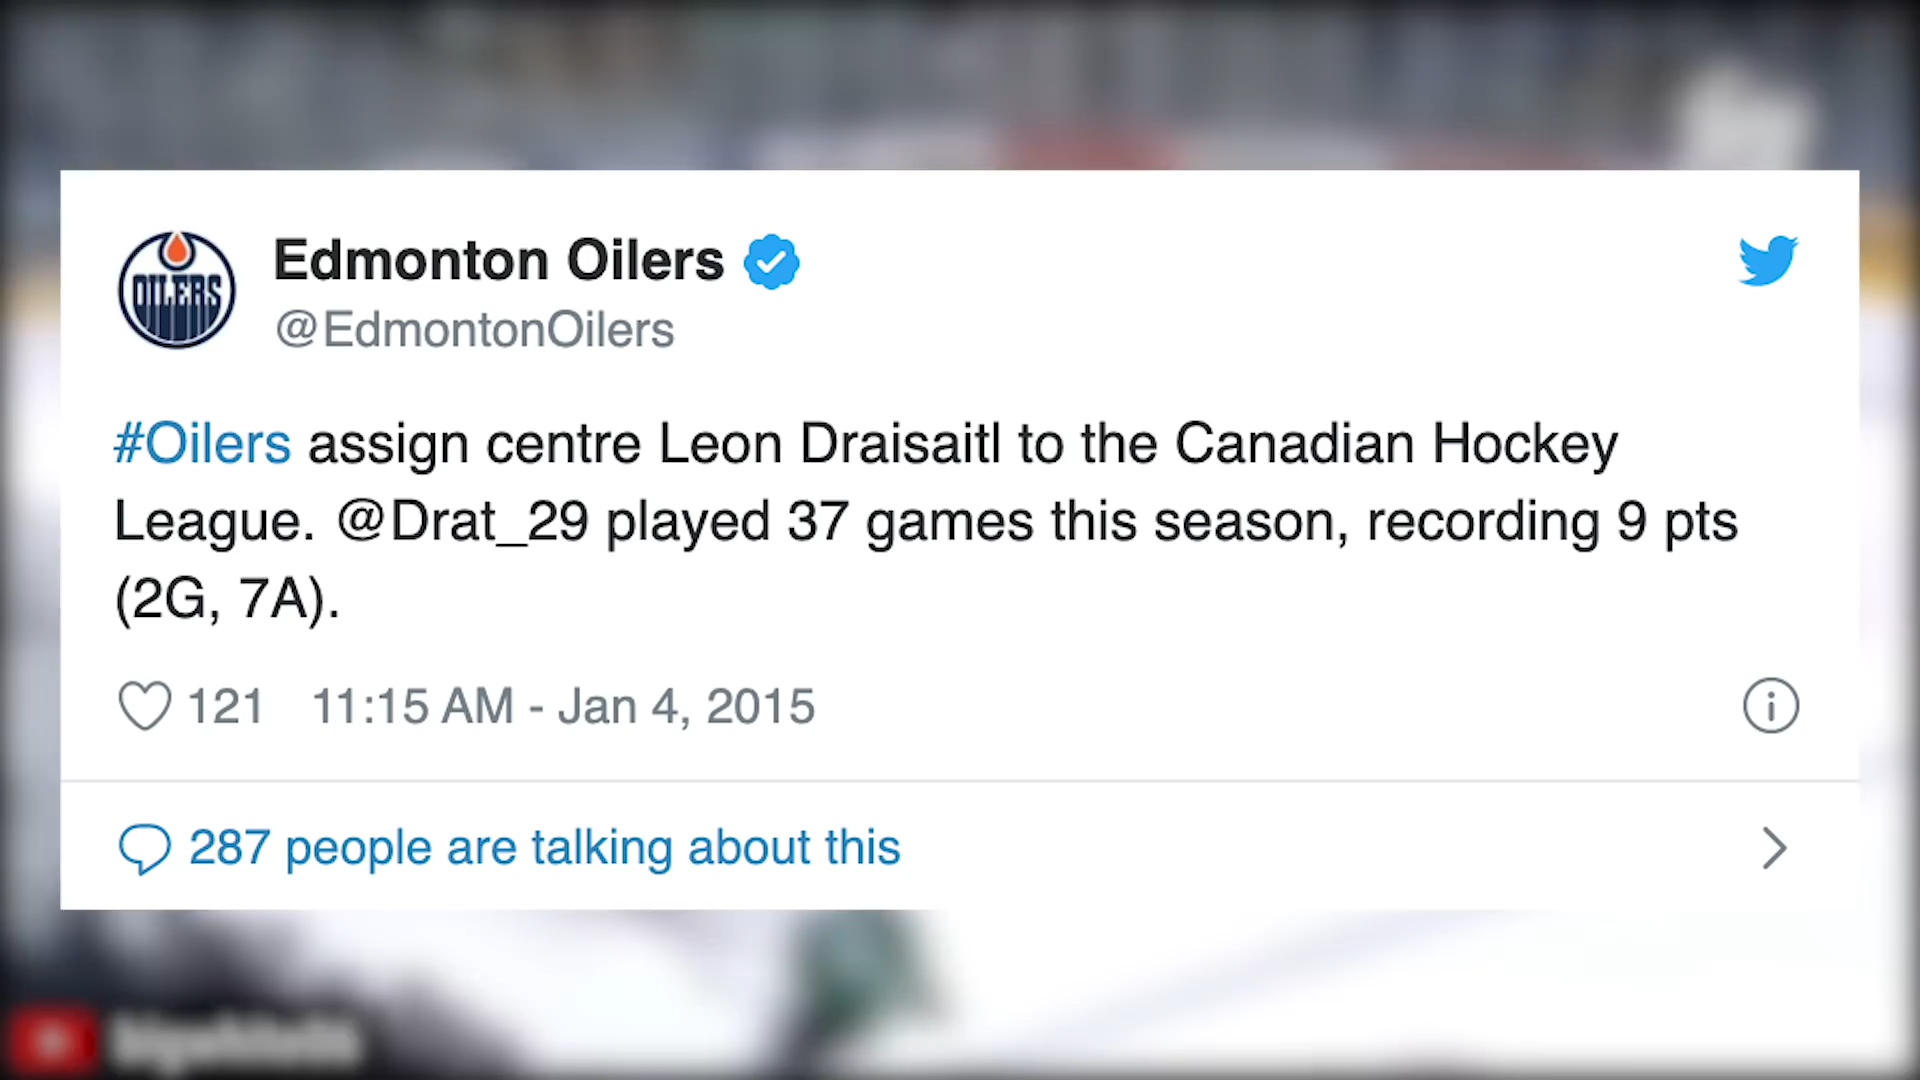 OILERS
Edmonton Oilers
@EdmontonOilers
#Oilers assign centre Leon Draisaitl to the Canadian Hockey
League. @Drat_29 played 37 games this season, recording 9 pts
(2G, 7A).
121 11:15 AM - Jan 4, 2015
287 people are talking about this